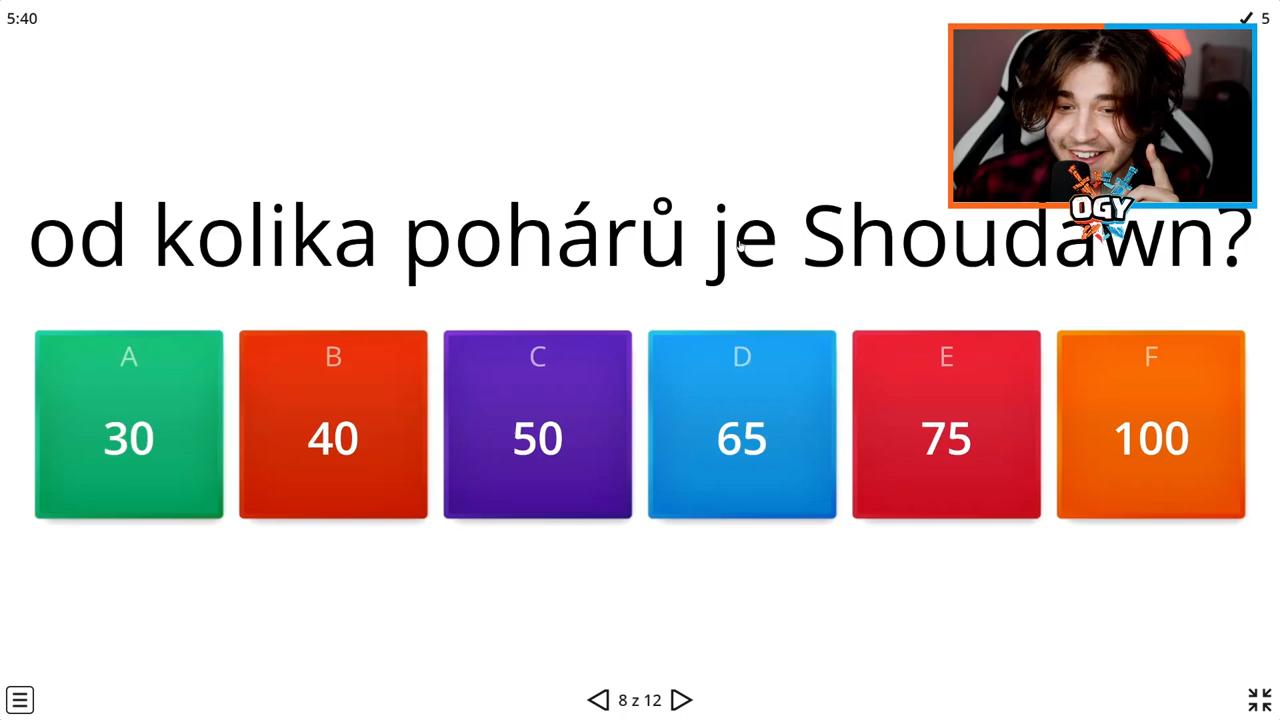 5:40
✓ 5
OGY
od kolika pohárů je Shoudawn?
A
30
B
40
C
50
D
65
E
75
F
100
8 z 12